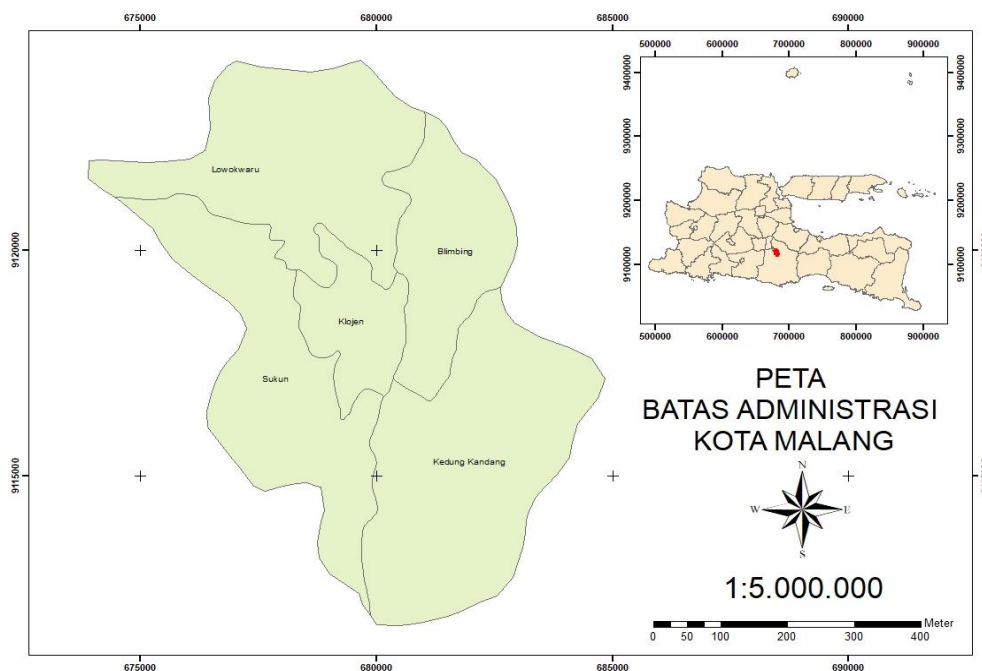 675000 680000 685000 690000
500000 600000 700000 800000 900000
9400000 9400000
9300000 9300000
9200000 9200000
9100000 9100000
500000 600000 700000 800000 900000
Lowokwaru
9120000
Blimbing
Klojen
Sukun
Kedung Kandang
9115000
PETA
BATAS ADMINISTRASI
KOTA MALANG
N
W E
S
1:5.000.000
Meter
0 50 100 200 300 400
675000 680000 685000 690000